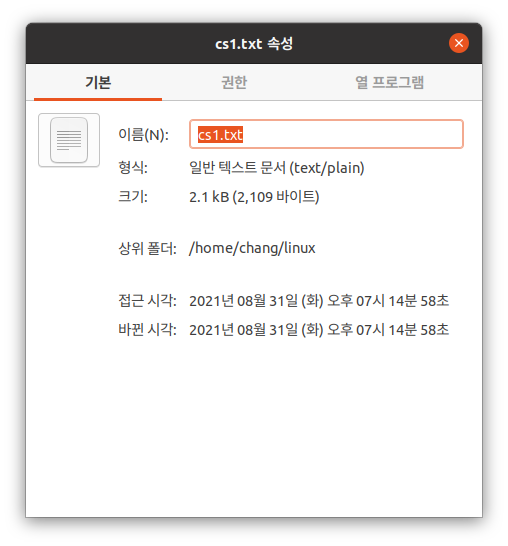 cs1.txt 속성
기본 권한 열 프로그램
이름(N): cs1.txt
형식: 일반 텍스트 문서 (text/plain)
크기: 2.1 kB (2,109 바이트)
상위 폴더: /home/chang/linux
접근 시각: 2021년 08월 31일 (화) 오후 07시 14분 58초
바뀐 시각: 2021년 08월 31일 (화) 오후 07시 14분 58초